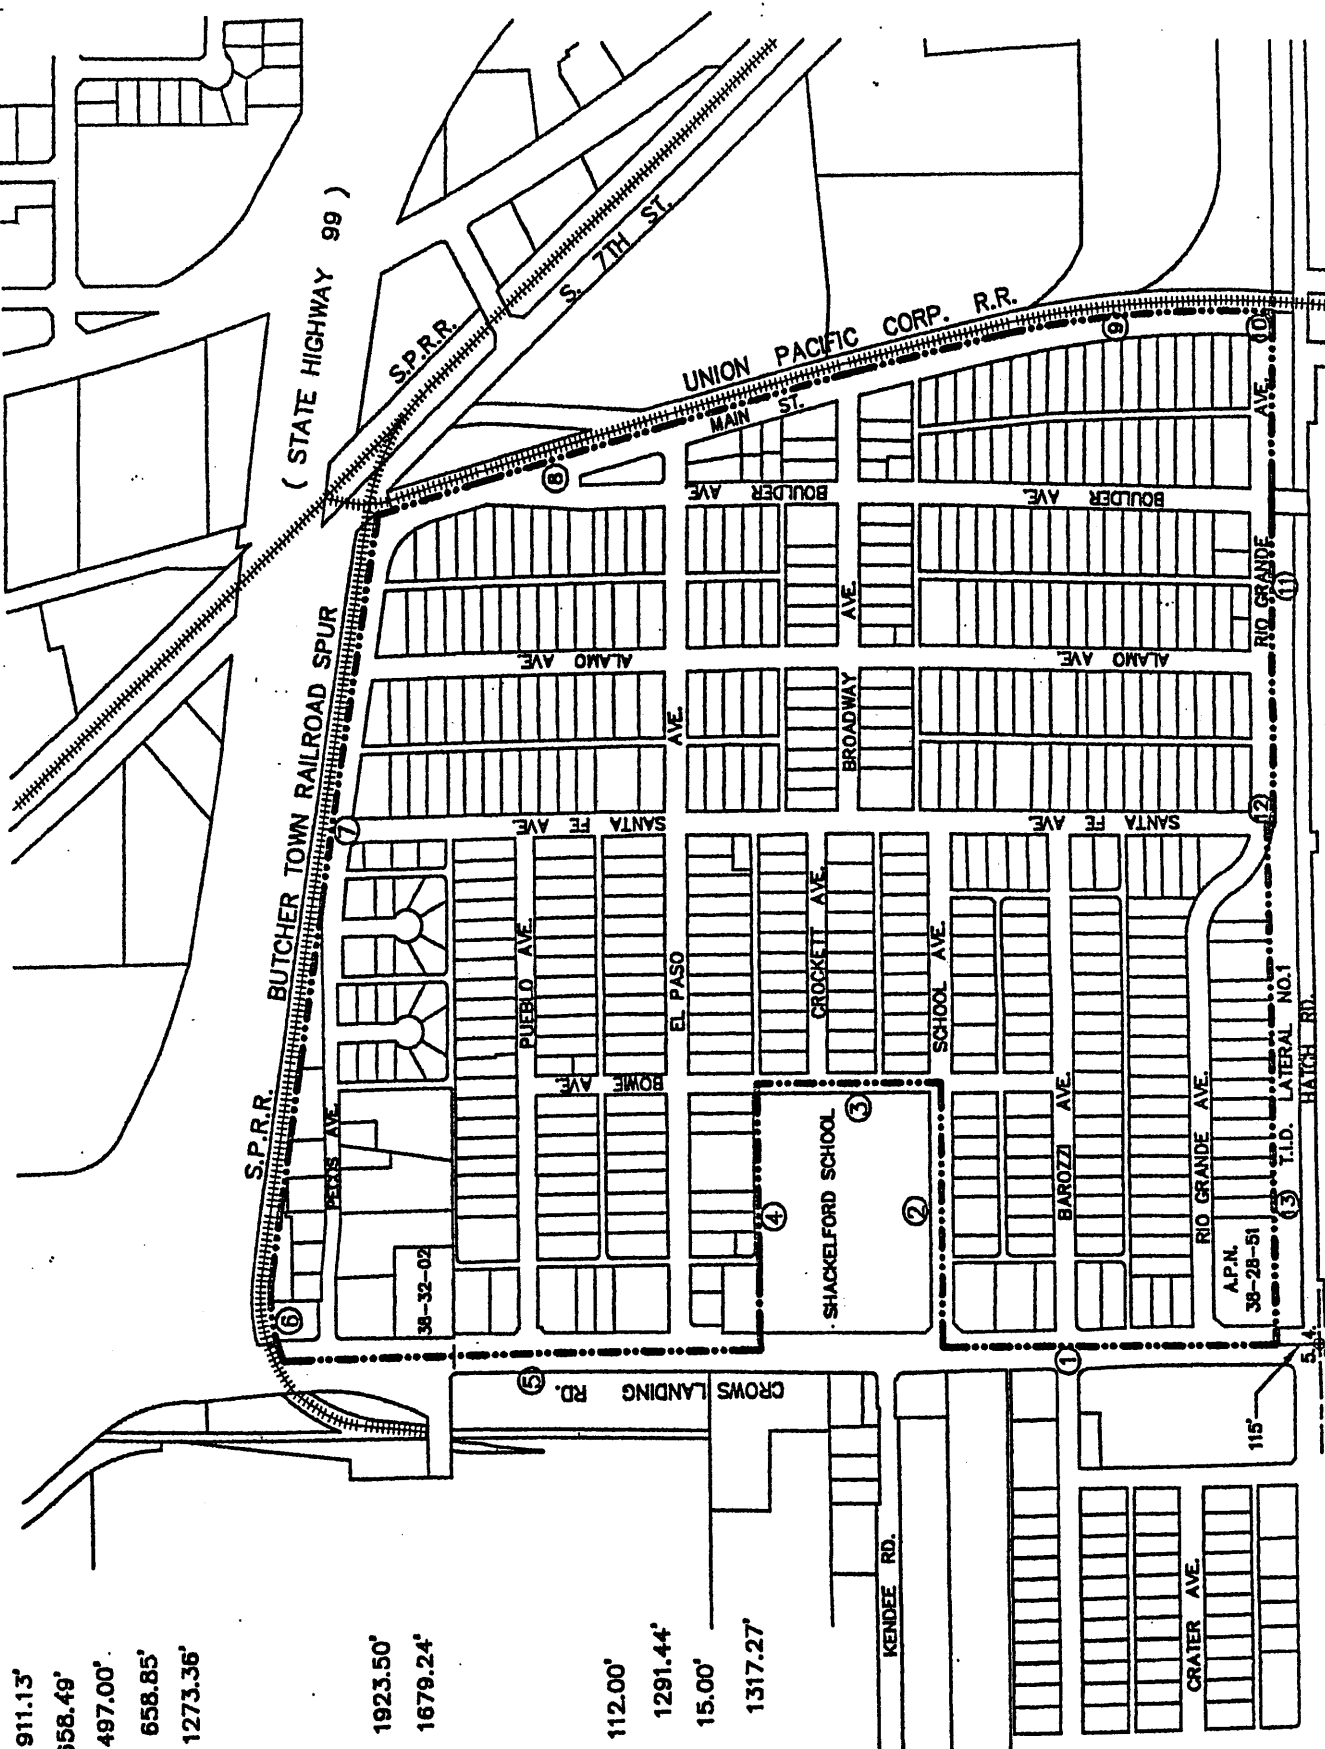 911.13'
658.49'
497.00'
658.85'
1273.36'
1923.50'
1679.24'
112.00'
1291.44'
15.00'
1317.27'
( STATE HIGHWAY 99 )
S.P.R.R.
S. 7TH ST.
UNION PACIFIC CORP. R.R.
MAIN ST.
BUTCHER TOWN RAILROAD SPUR
S.P.R.R.
PECOS AVE.
38-32-02
PUEBLO AVE.
BOWIE AVE.
EL PASO AVE.
CROCKETT AVE.
BROADWAY AVE.
SCHOOL AVE.
SHACKELFORD SCHOOL
BAROZZI AVE.
RIO GRANDE AVE.
RIO GRANDE AVE.
A.P.N.
38-28-51
T.I.D. LATERAL NO.1
HATCH RD.
SANTA FE AVE.
SANTA FE AVE.
ALAMO AVE.
ALAMO AVE.
BOULDER AVE
BOULDER AVE.
CROWS LANDING RD.
KENDEE RD.
CRATER AVE.
115'
5 4
1
2
3
4
5
6
7
8
9
10
11
12
13